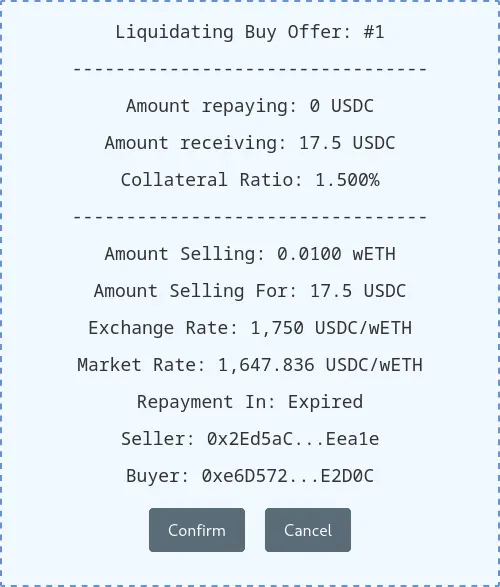 Liquidating Buy Offer: #1
---------------------------------
Amount repaying: 0 USDC
Amount receiving: 17.5 USDC
Collateral Ratio: 1.500%
---------------------------------
Amount Selling: 0.0100 wETH
Amount Selling For: 17.5 USDC
Exchange Rate: 1,750 USDC/wETH
Market Rate: 1,647.836 USDC/wETH
Repayment In: Expired
Seller: 0x2Ed5aC...Eea1e
Buyer: 0xe6D572...E2D0C
Confirm Cancel